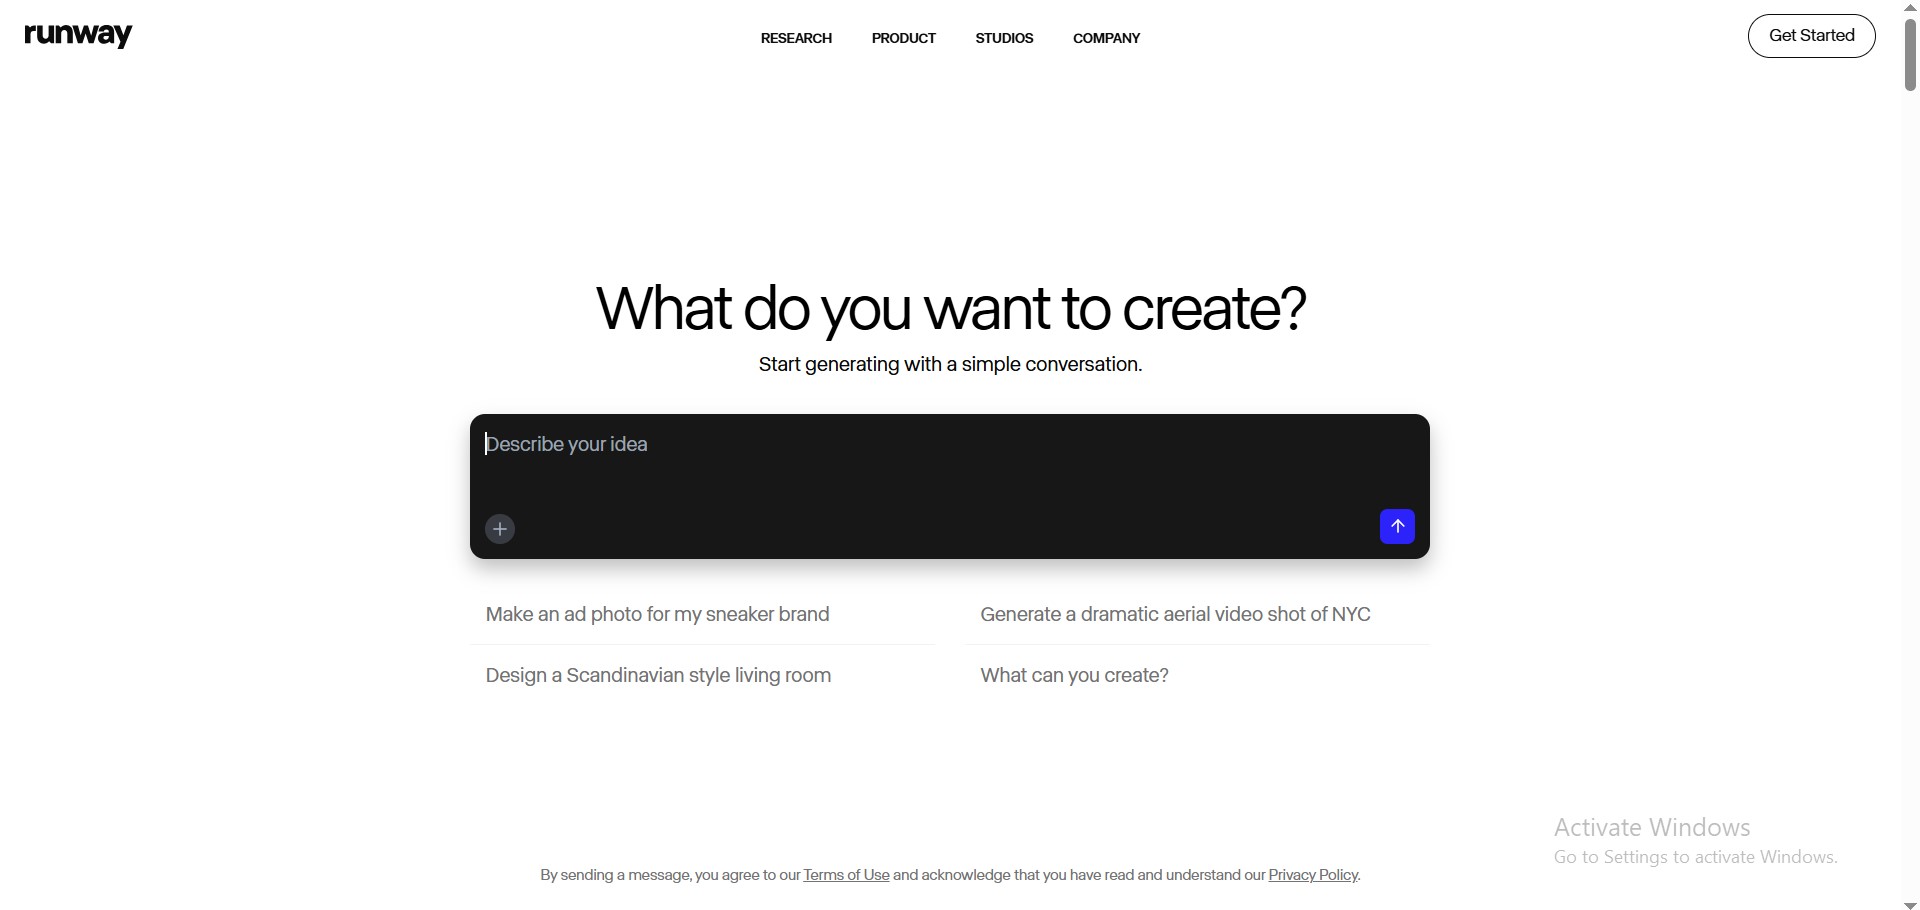 runway
RESEARCH PRODUCT STUDIOS COMPANY
Get Started
What do you want to create?
Start generating with a simple conversation.
Describe your idea
Make an ad photo for my sneaker brand
Generate a dramatic aerial video shot of NYC
Design a Scandinavian style living room
What can you create?
Activate Windows
Go to Settings to activate Windows.
By sending a message, you agree to our Terms of Use and acknowledge that you have read and understand our Privacy Policy.